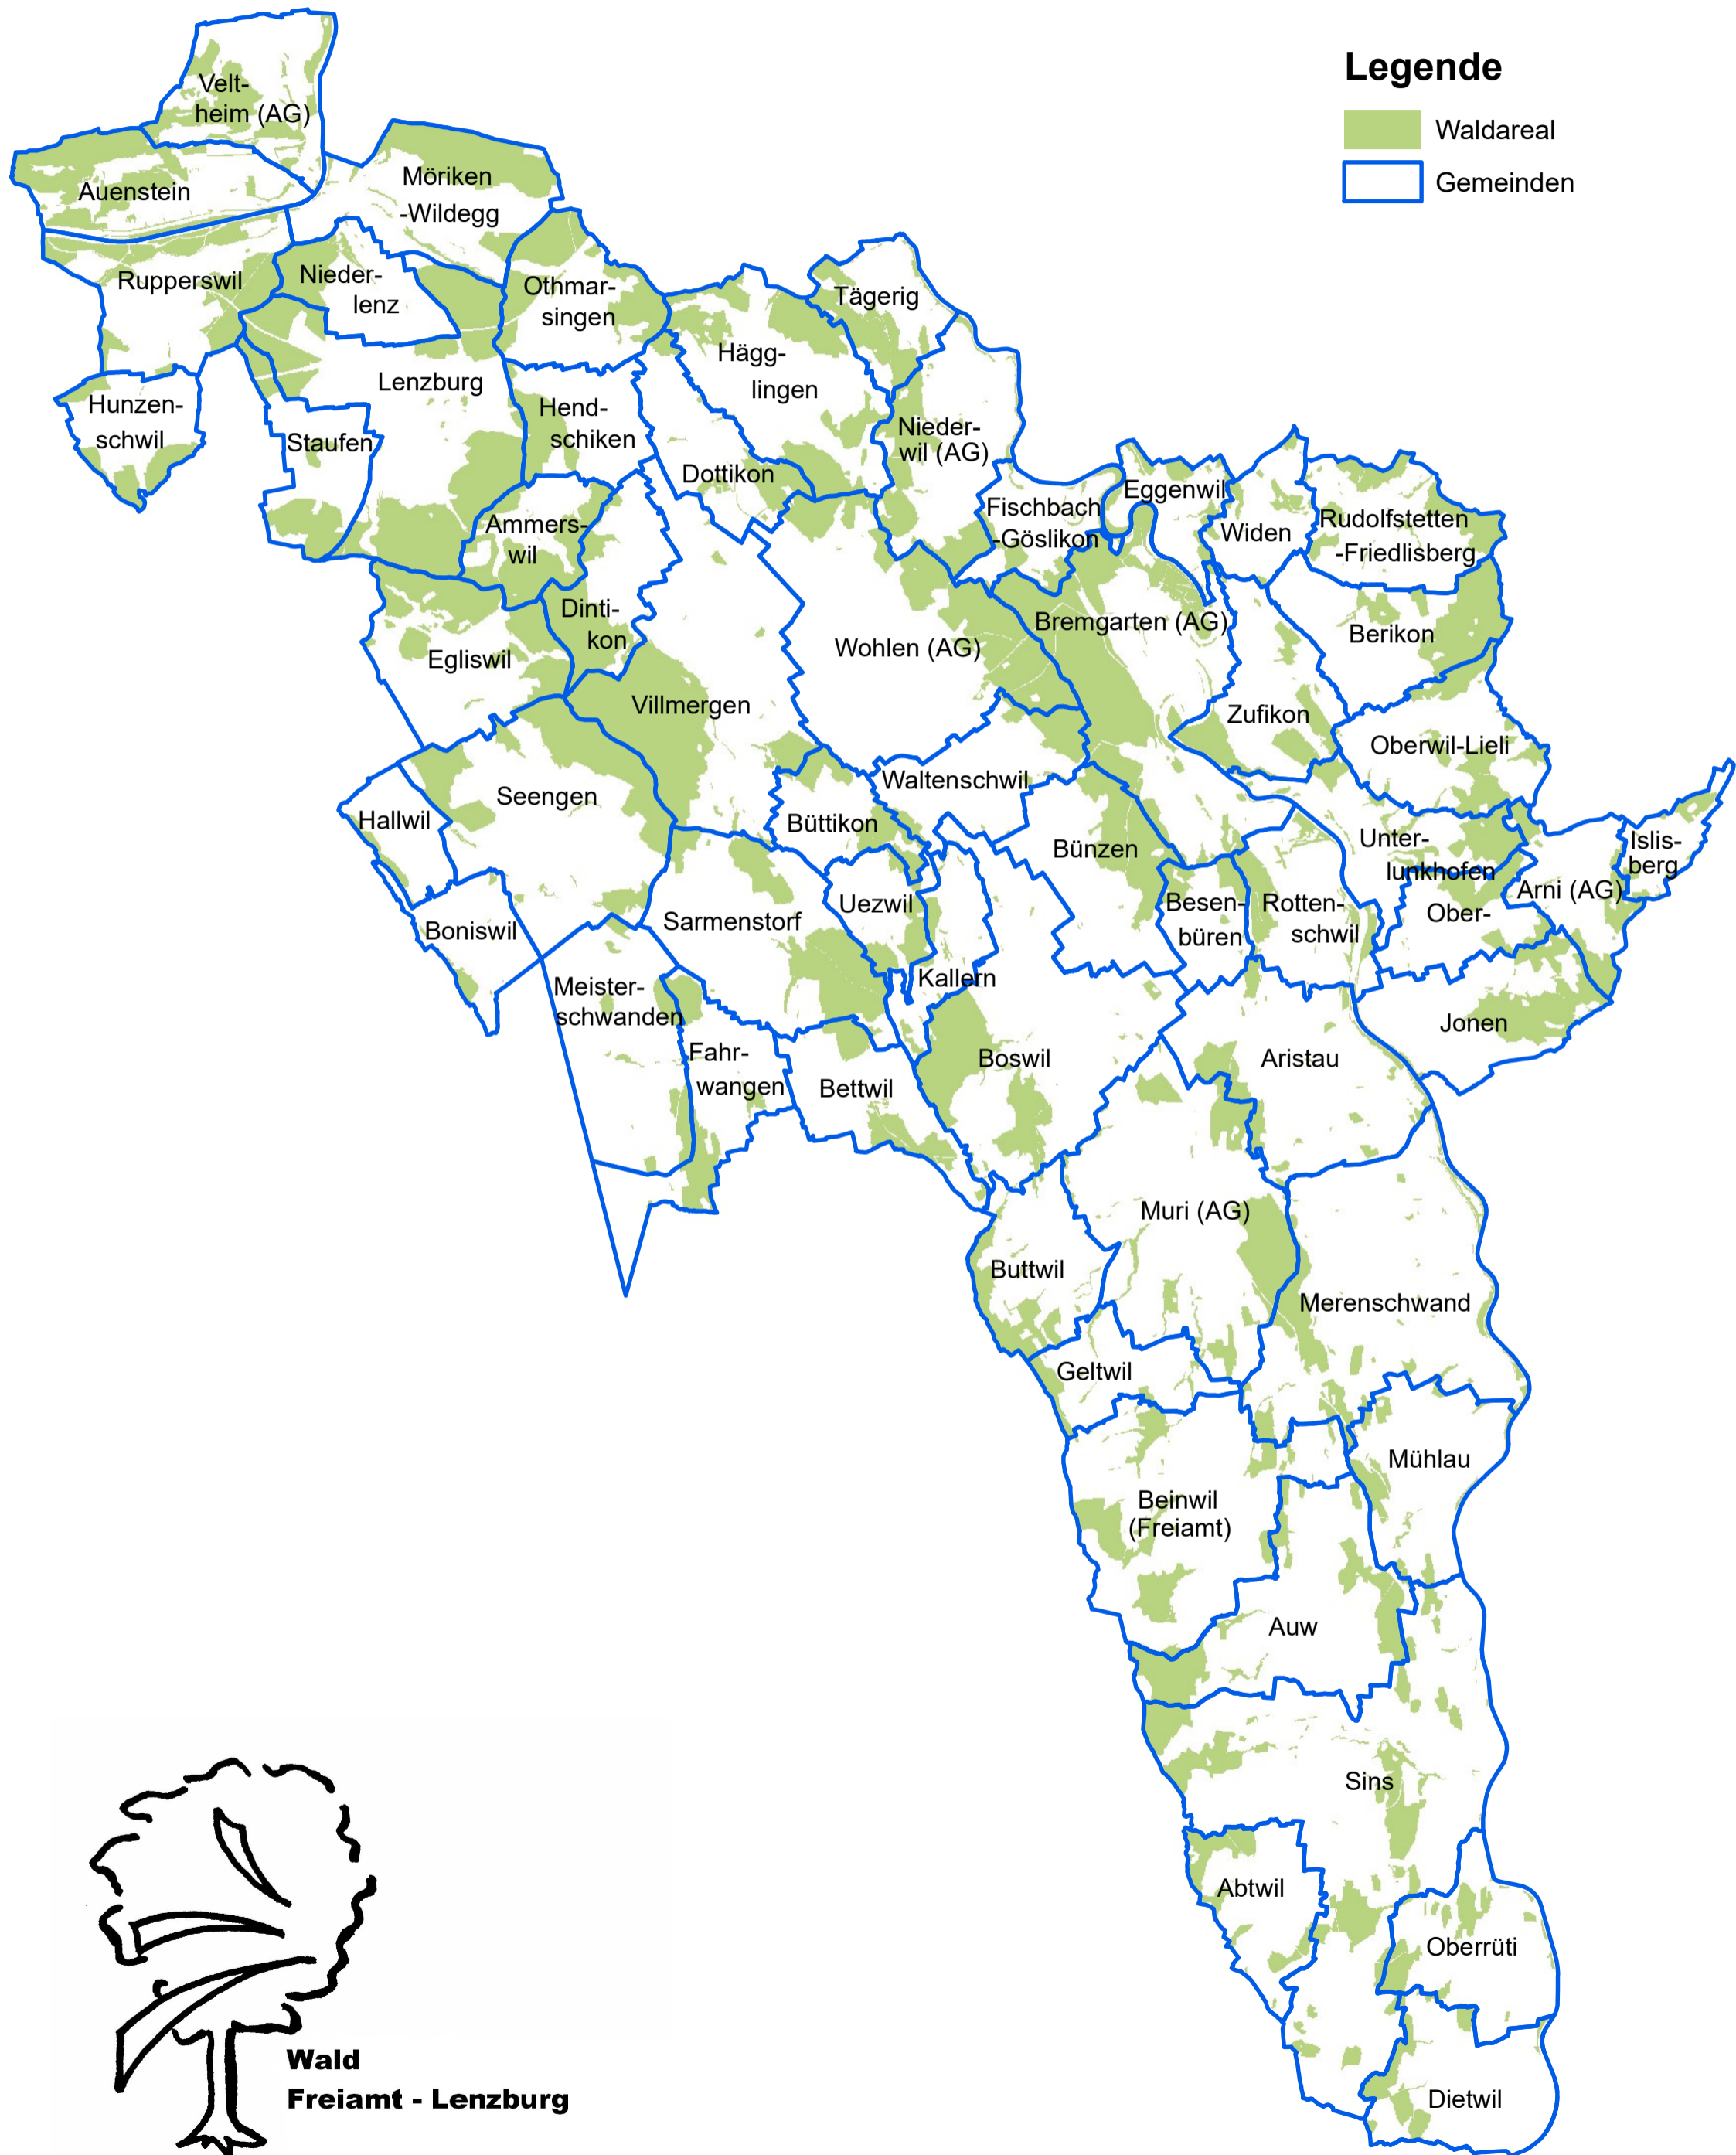 Legende
Waldareal
Gemeinden
Velt-
heim (AG)
Auenstein
Möriken
-Wildegg
Rupperswil
Nieder-
lenz
Othmar-
singen
Tägerig
Hägg-
lingen
Lenzburg
Hunzen-
schwil
Staufen
Hend-
schiken
Dottikon
Nieder-
wil (AG)
Fischbach
-Göslikon
Eggenwil
Widen
Rudolfstetten
-Friedlisberg
Ammers-
wil
Dinti-
kon
Egliswil
Villmergen
Wohlen (AG)
Bremgarten (AG)
Berikon
Zufikon
Oberwil-Lieli
Seengen
Hallwil
Waltenschwil
Büttikon
Bünzen
Unter-
lunkhofen
Islis-
berg
Arni (AG)
Ober-
Boniswil
Sarmenstorf
Uezwil
Besen-
büren
Rotten-
schwil
Kallern
Meister-
schwanden
Jonen
Fahr-
wangen
Bettwil
Boswil
Aristau
Muri (AG)
Buttwil
Merenschwand
Geltwil
Mühlau
Beinwil
(Freiamt)
Auw
Sins
Abtwil
Oberrüti
Dietwil
Wald
Freiamt - Lenzburg